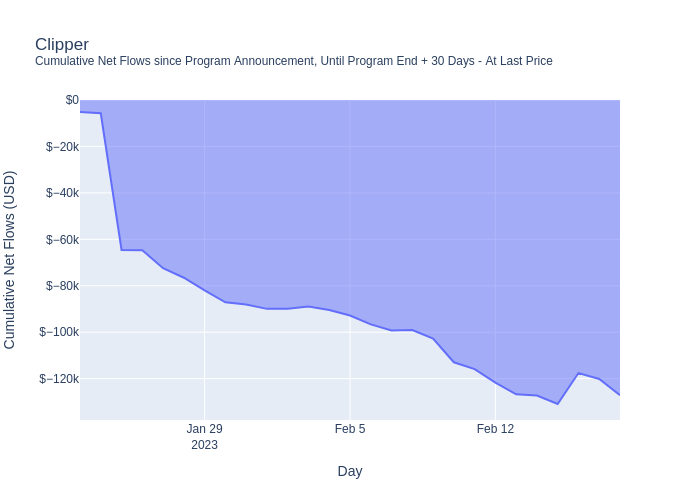 Clipper
Cumulative Net Flows since Program Announcement, Until Program End + 30 Days - At Last Price
Cumulative Net Flows (USD)
$0
$−20k
$−40k
$−60k
$−80k
$−100k
$−120k
Jan 29
2023
Feb 5
Feb 12
Day